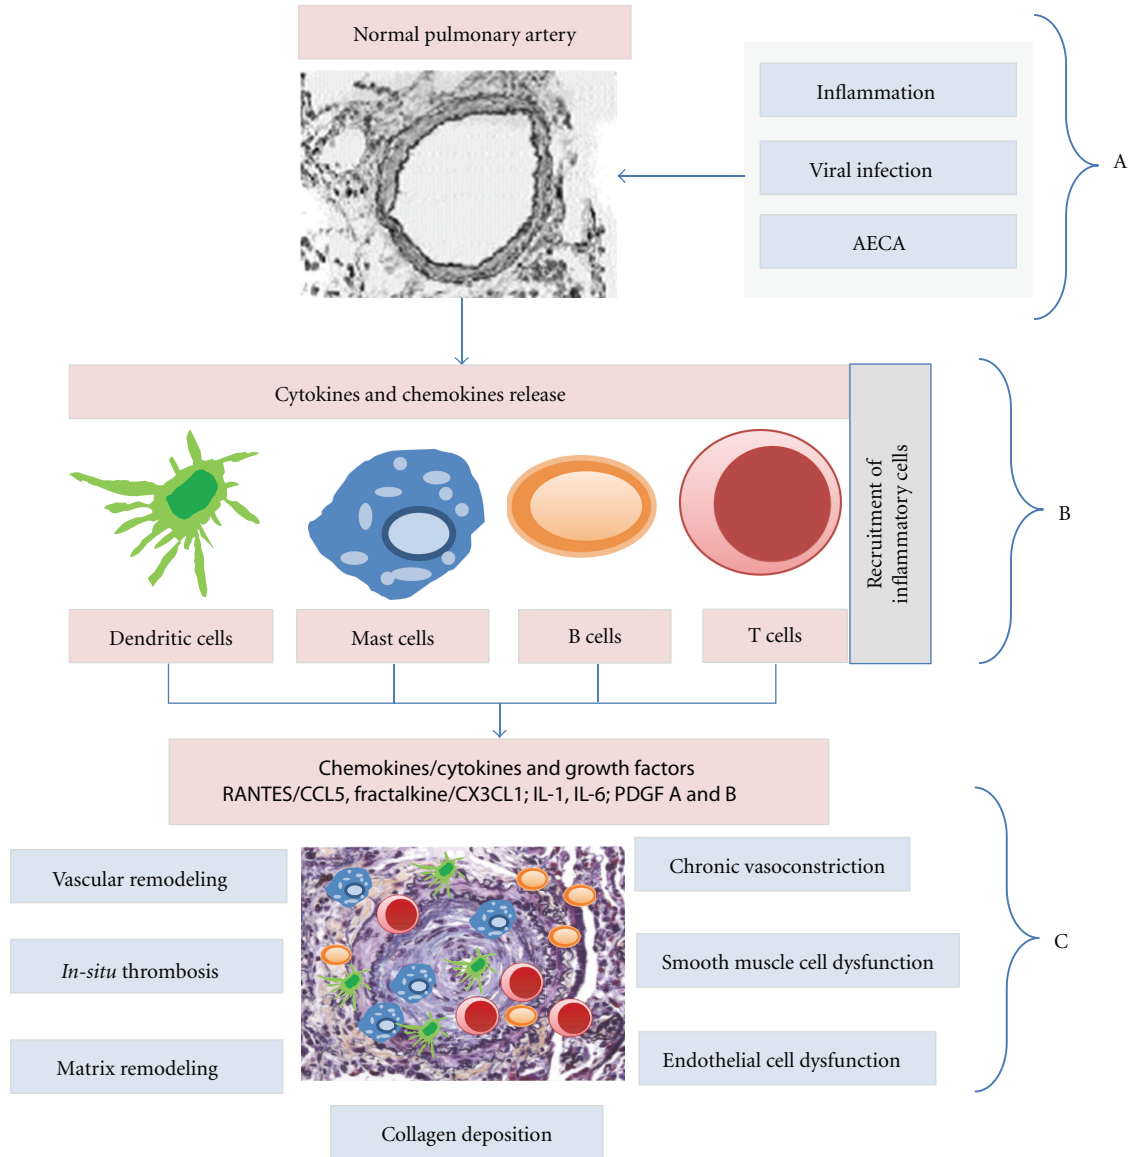 Normal pulmonary artery
Inflammation
Viral infection
AECA
A
Cytokines and chemokines release
Recruitment of
inflammatory cells
B
Dendritic cells
Mast cells
B cells
T cells
Chemokines/cytokines and growth factors
RANTES/CCL5, fractalkine/CX3CL1; IL-1, IL-6; PDGF A and B
Vascular remodeling
In-situ thrombosis
Matrix remodeling
Chronic vasoconstriction
Smooth muscle cell dysfunction
Endothelial cell dysfunction
C
Collagen deposition